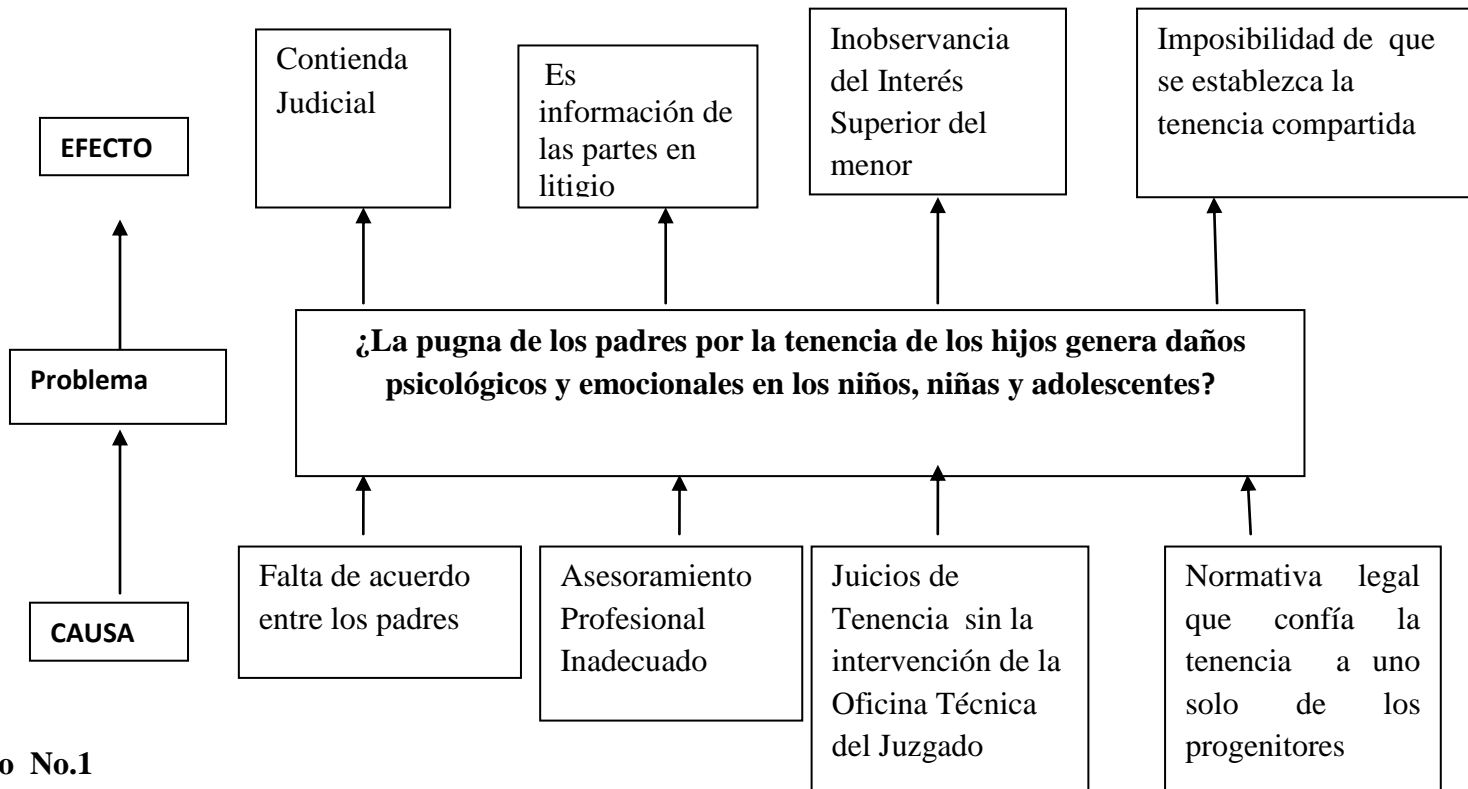 Contienda
Judicial
Es
información de
las partes en
litigio
Inobservancia
del Interés
Superior del
menor
Imposibilidad de que
se establezca la
tenencia compartida
EFECTO
Problema
¿La pugna de los padres por la tenencia de los hijos genera daños
psicológicos y emocionales en los niños, niñas y adolescentes?
CAUSA
Falta de acuerdo
entre los padres
Asesoramiento
Profesional
Inadecuado
Juicios de
Tenencia sin la
intervención de la
Oficina Técnica
del Juzgado
Normativa legal
que confía la
tenencia a uno
solo de los
progenitores
o No.1